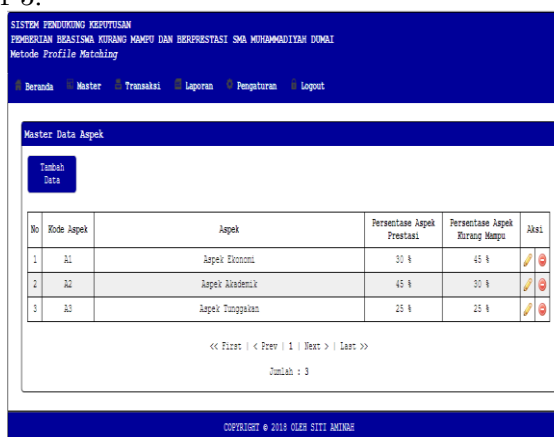 SISTEM PENDUKUNG KEPUTUSAN
PEMBERIAN BEASISWA KURANG MAMPU DAN BERPRESTASI SMA MUHAMMADIYAH DUMAI
Metode Profile Matching
Beranda Master Transaksi Laporan Pengaturan Logout
Master Data Aspek
Tambah
Data
No Kode Aspek Aspek Persentase Aspek Prestasi Persentase Aspek Kurang Mampu Aksi
1 A1 Aspek Ekonomi 30 % 45 %
2 A2 Aspek Akademik 45 % 30 %
3 A3 Aspek Tunggakan 25 % 25 %
<< First | < Prev | 1 | Next > | Last >>
Jumlah : 3
COPYRIGHT © 2018 OLEH SITI AMINAH